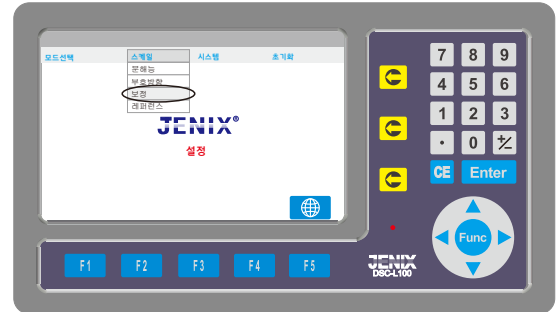 모드선택 스케일 시스템 초기화
분해능
부호방향
보정
레퍼런스
JENIX®
설정
7 8 9
4 5 6
1 2 3
· 0 +/−
CE Enter
Func
F1 F2 F3 F4 F5
JENIX
DSC-L100